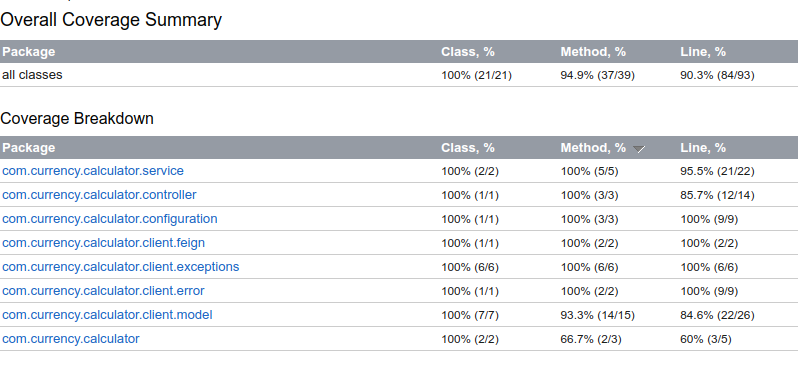 Overall Coverage Summary
Package Class, % Method, % Line, %
all classes 100% (21/21) 94.9% (37/39) 90.3% (84/93)
Coverage Breakdown
Package Class, % Method, % Line, %
com.currency.calculator.service 100% (2/2) 100% (5/5) 95.5% (21/22)
com.currency.calculator.controller 100% (1/1) 100% (3/3) 85.7% (12/14)
com.currency.calculator.configuration 100% (1/1) 100% (3/3) 100% (9/9)
com.currency.calculator.client.feign 100% (1/1) 100% (2/2) 100% (2/2)
com.currency.calculator.client.exceptions 100% (6/6) 100% (6/6) 100% (6/6)
com.currency.calculator.client.error 100% (1/1) 100% (2/2) 100% (9/9)
com.currency.calculator.client.model 100% (7/7) 93.3% (14/15) 84.6% (22/26)
com.currency.calculator 100% (2/2) 66.7% (2/3) 60% (3/5)